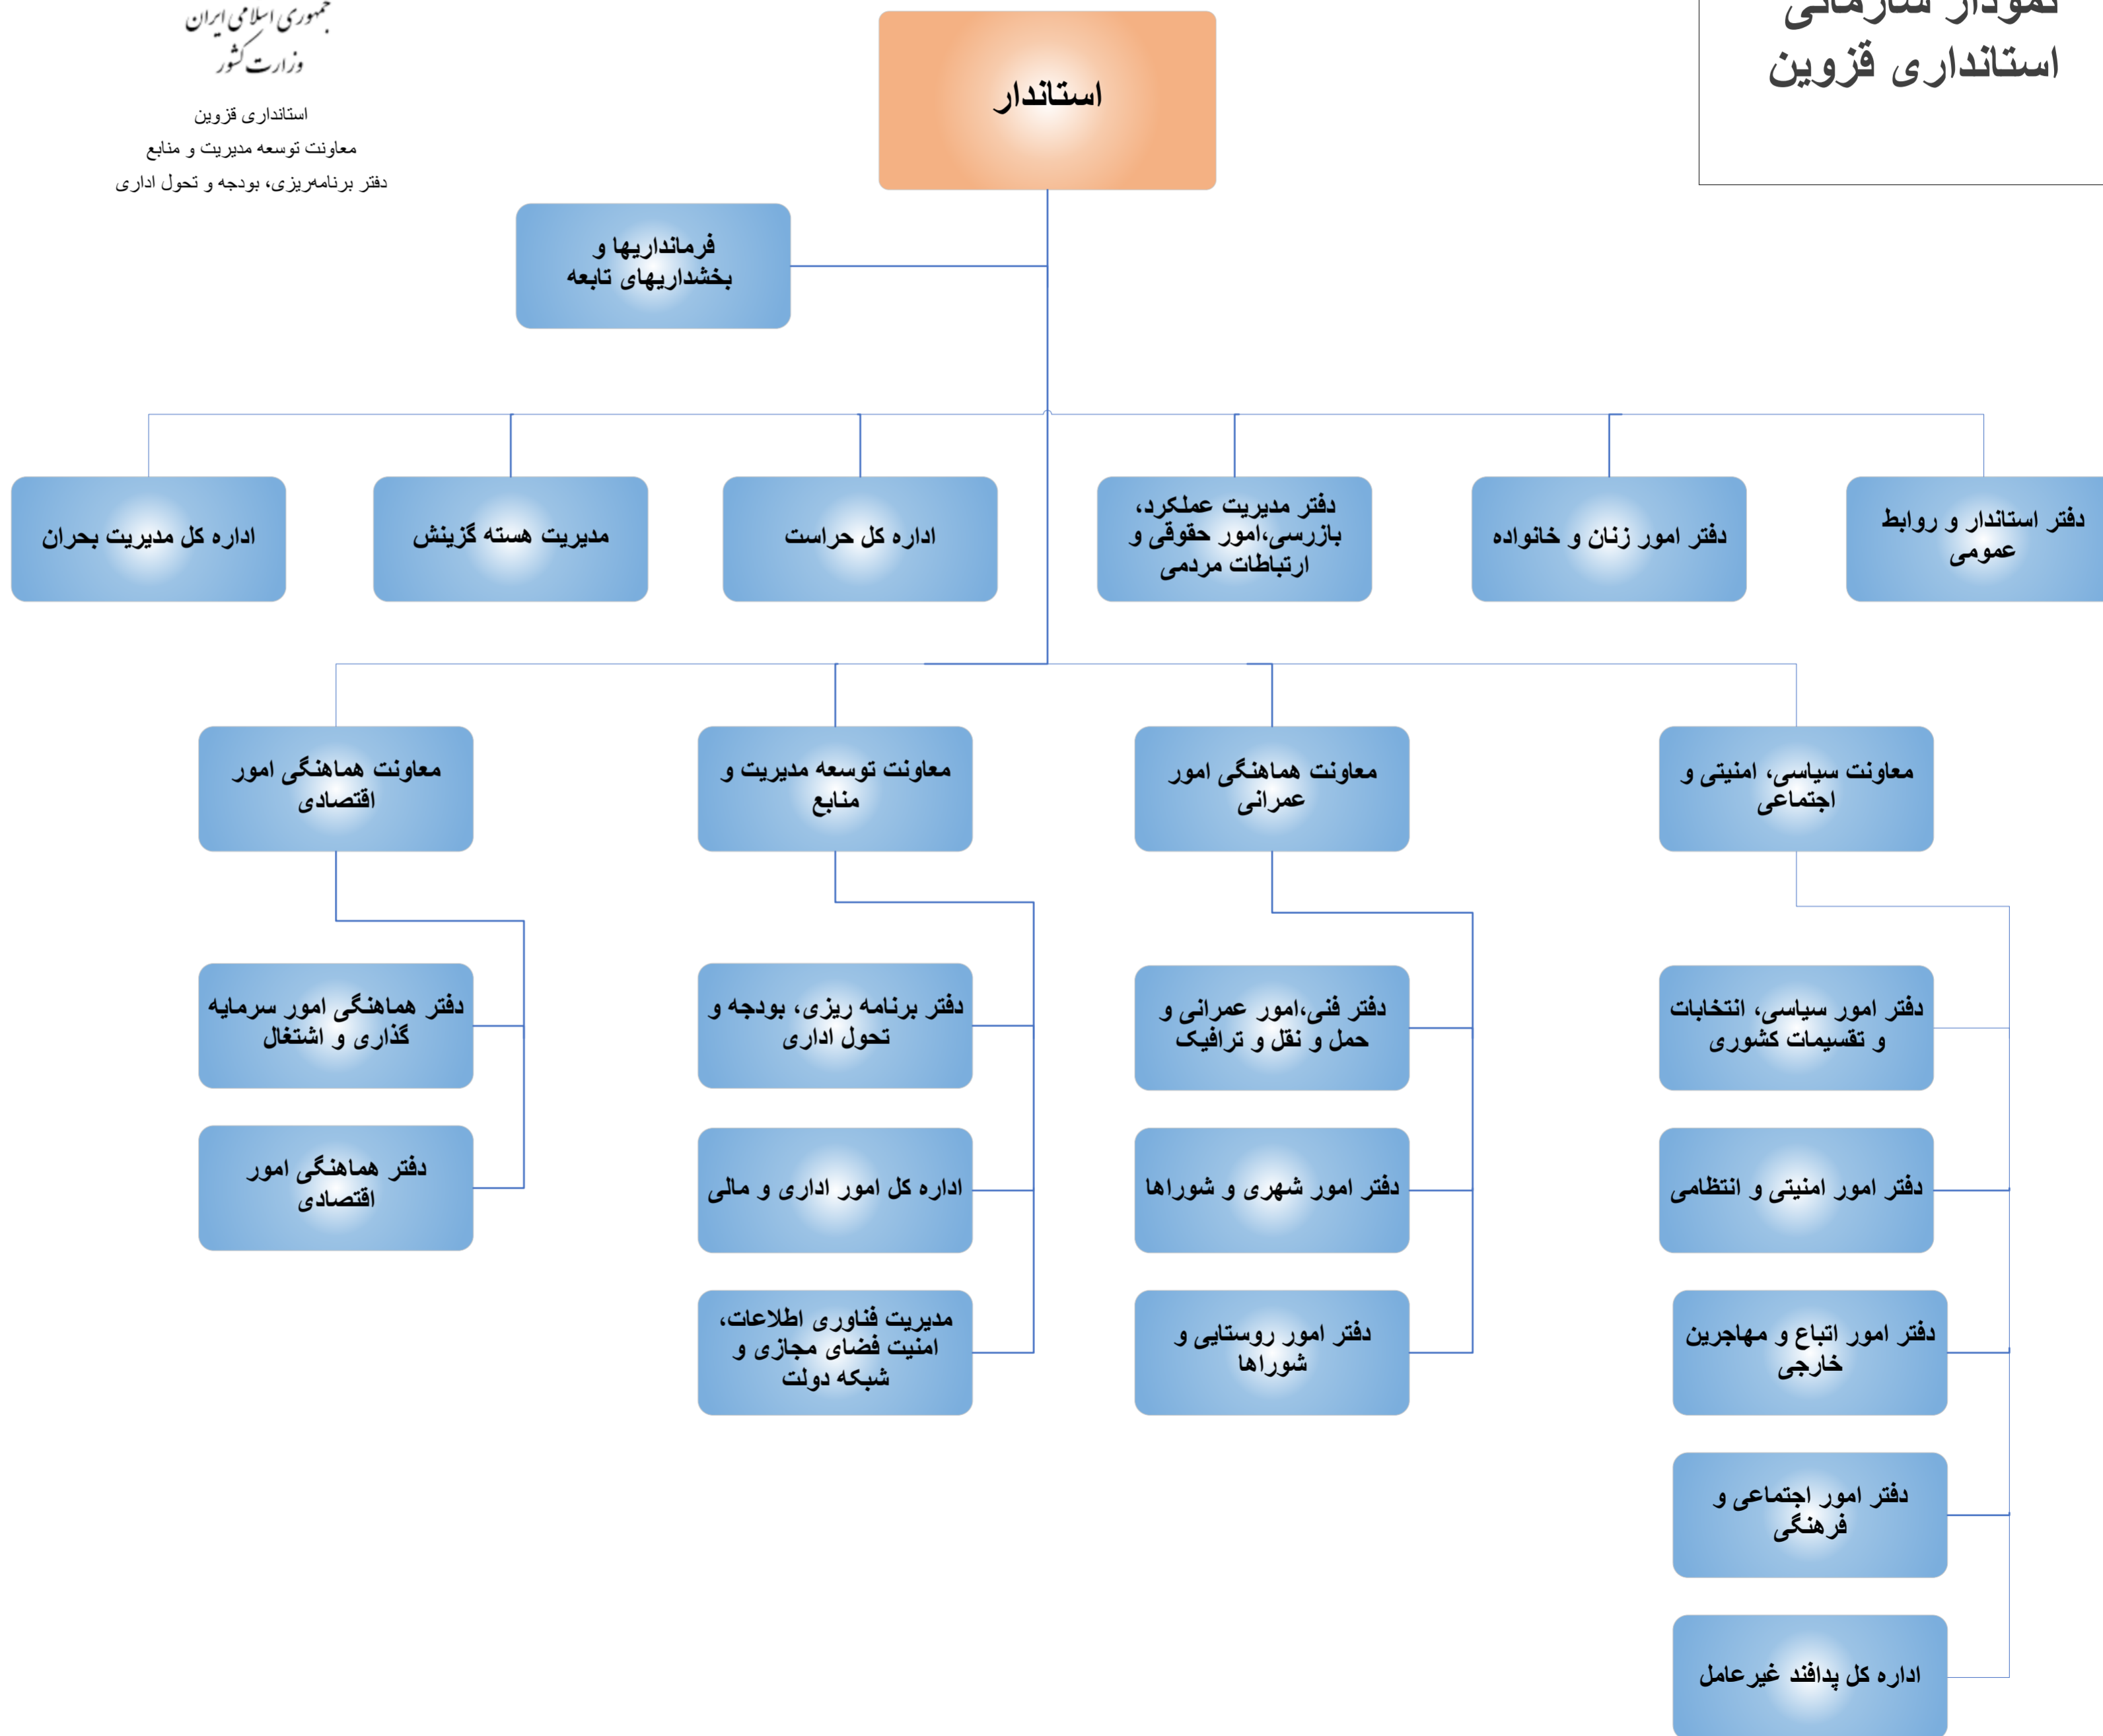 نمودار سازمانی
استانداری قزوین
جمهوری اسلامی ایران
وزارت کشور
استانداری قزوین
معاونت توسعه مدیریت و منابع
دفتر برنامه‌ریزی، بودجه و تحول اداری
استاندار
فرمانداریها و
بخشداریهای تابعه
دفتر استاندار و روابط
عمومی
دفتر امور زنان و خانواده
دفتر مدیریت عملکرد،
بازرسی،امور حقوقی و
ارتباطات مردمی
اداره کل حراست
مدیریت هسته گزینش
اداره کل مدیریت بحران
معاونت سیاسی، امنیتی و
اجتماعی
معاونت هماهنگی امور
عمرانی
معاونت توسعه مدیریت و
منابع
معاونت هماهنگی امور
اقتصادی
دفتر امور سیاسی، انتخابات
و تقسیمات کشوری
دفتر امور امنیتی و انتظامی
دفتر امور اتباع و مهاجرین
خارجی
دفتر امور اجتماعی و
فرهنگی
اداره کل پدافند غیرعامل
دفتر فنی،امور عمرانی و
حمل و نقل و ترافیک
دفتر امور شهری و شوراها
دفتر امور روستایی و
شوراها
دفتر برنامه ریزی، بودجه و
تحول اداری
اداره کل امور اداری و مالی
مدیریت فناوری اطلاعات،
امنیت فضای مجازی و
شبکه دولت
دفتر هماهنگی امور سرمایه
گذاری و اشتغال
دفتر هماهنگی امور
اقتصادی